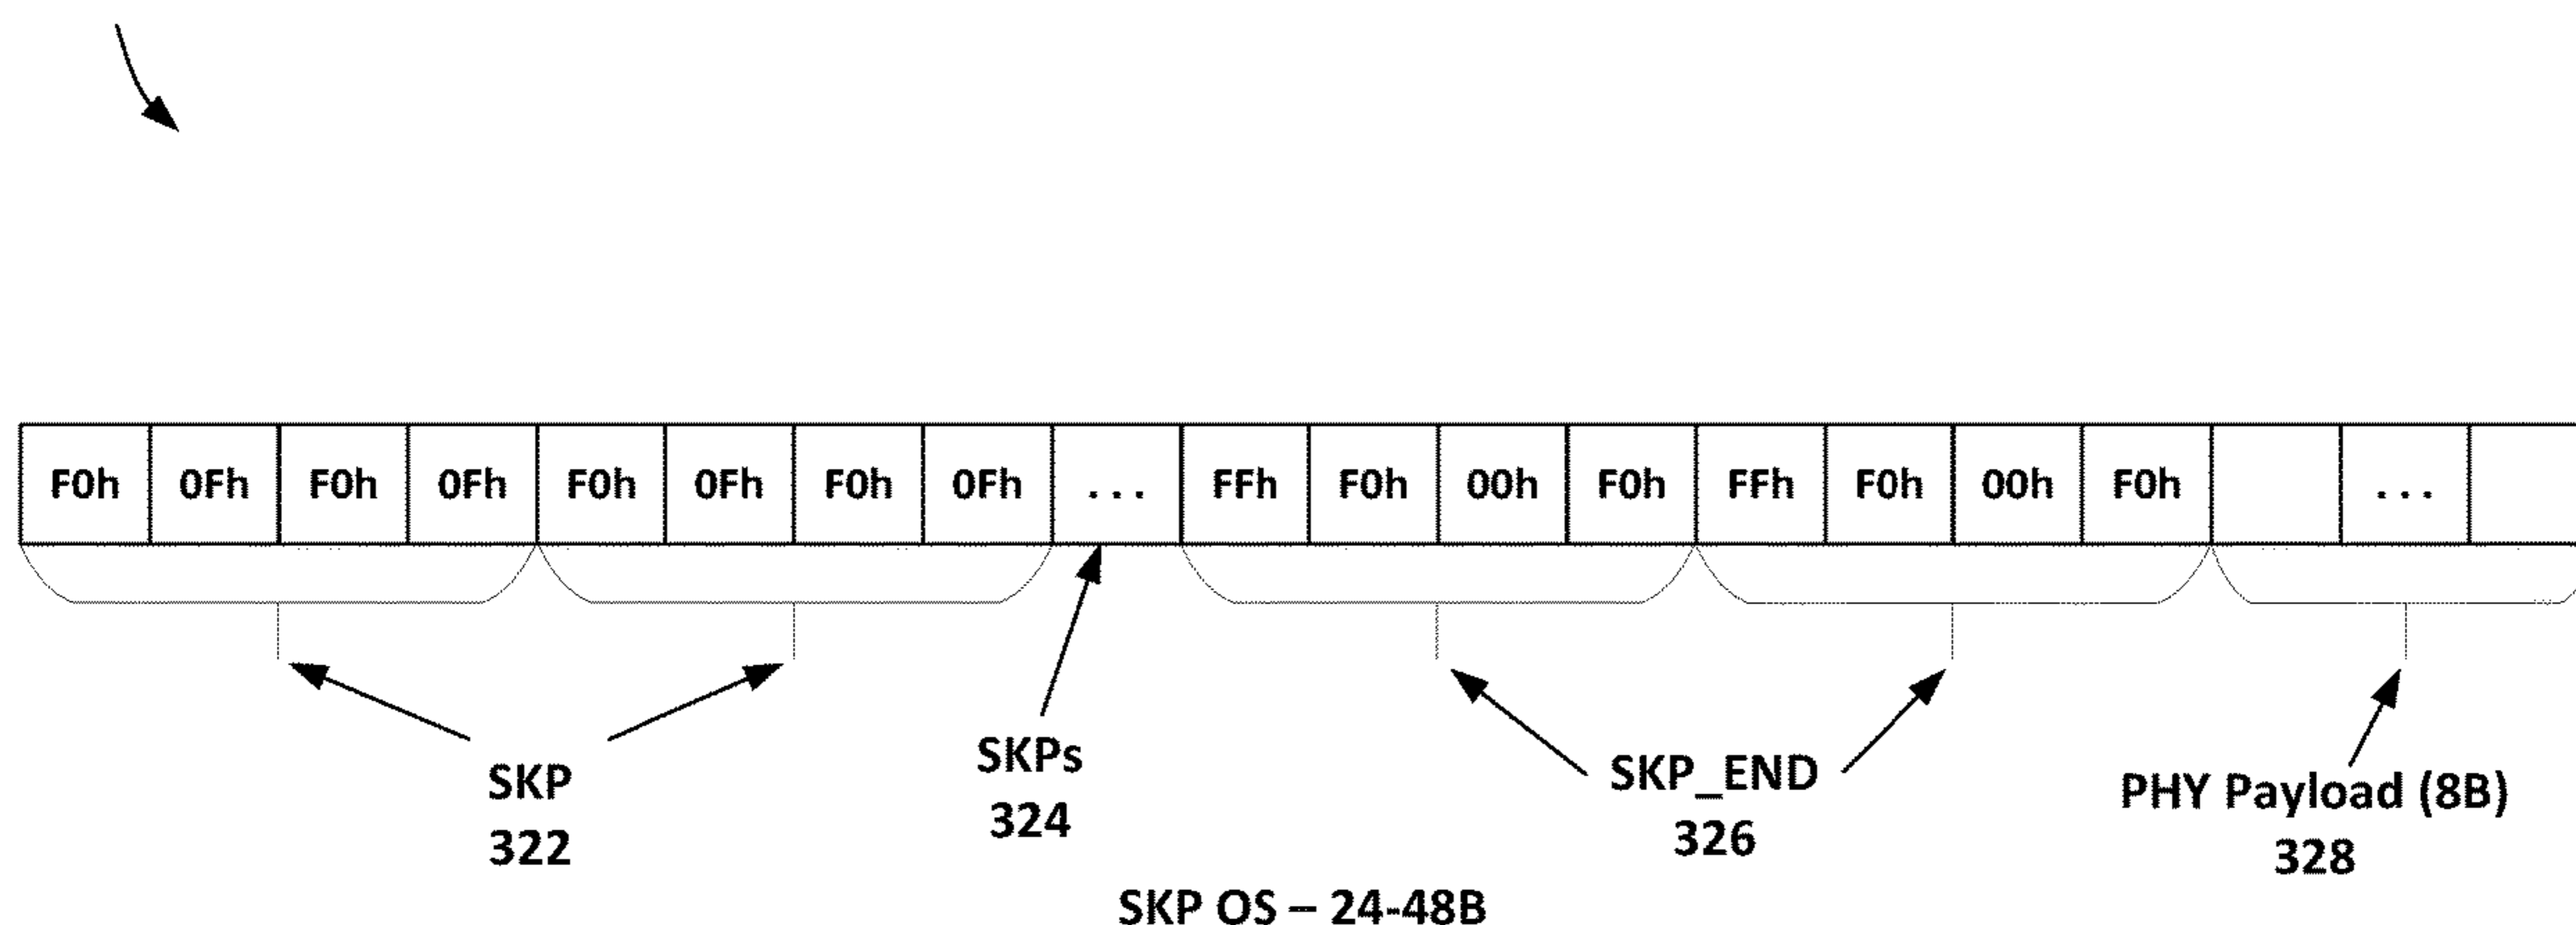 F0h 0Fh F0h 0Fh F0h 0Fh F0h 0Fh ... FFh F0h 00h F0h FFh F0h 00h F0h ...
SKP
322
SKPs
324
SKP_END
326
PHY Payload (8B)
328
SKP OS – 24-48B